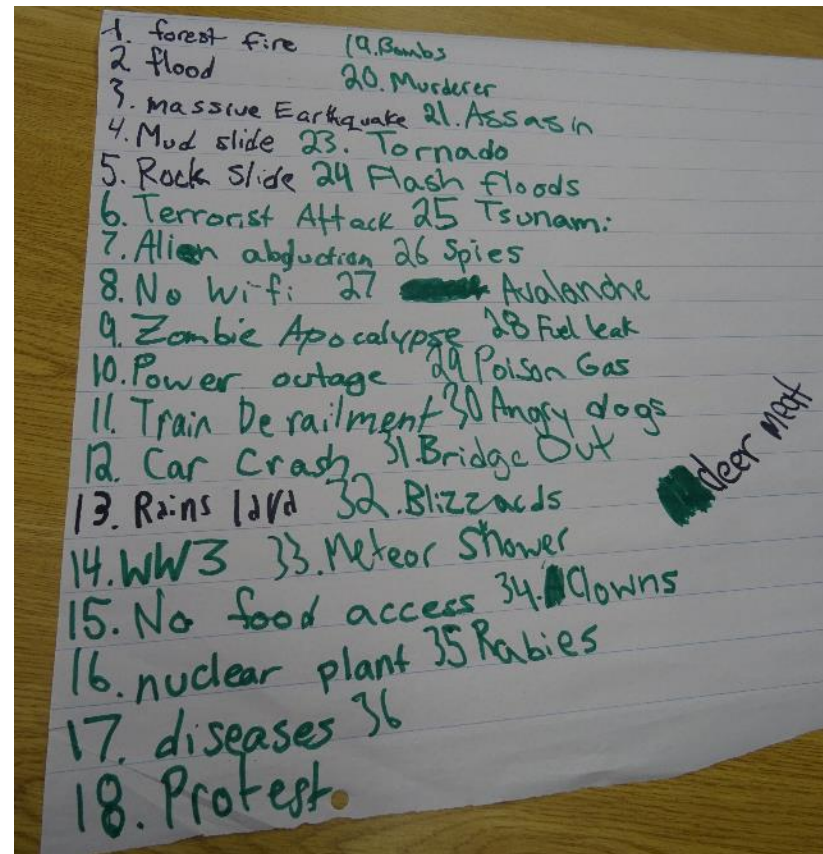 1. forest fire
2 flood
3. massive Earthquake
4. Mud slide
5. Rock Slide
6. Terrorist Attack
7. Alien abduction
8. No Wifi
9. Zombie Apocalypse
10. Power outage
11. Train Derailment
12. Car Crash
13. Rains lava
14. WW3
15. No food access
16. nuclear plant
17. diseases
18. Protest
19. Bombs
20. Murderer
21. Assasin
23. Tornado
24 Flash floods
25 Tsunami
26 Spies
27 Avalanche
28 Fuel leak
29 Poison Gas
30 Angry dogs
31. Bridge Out
32. Blizzards
33. Meteor Shower
34. Clowns
35 Rabies
36
deer meat